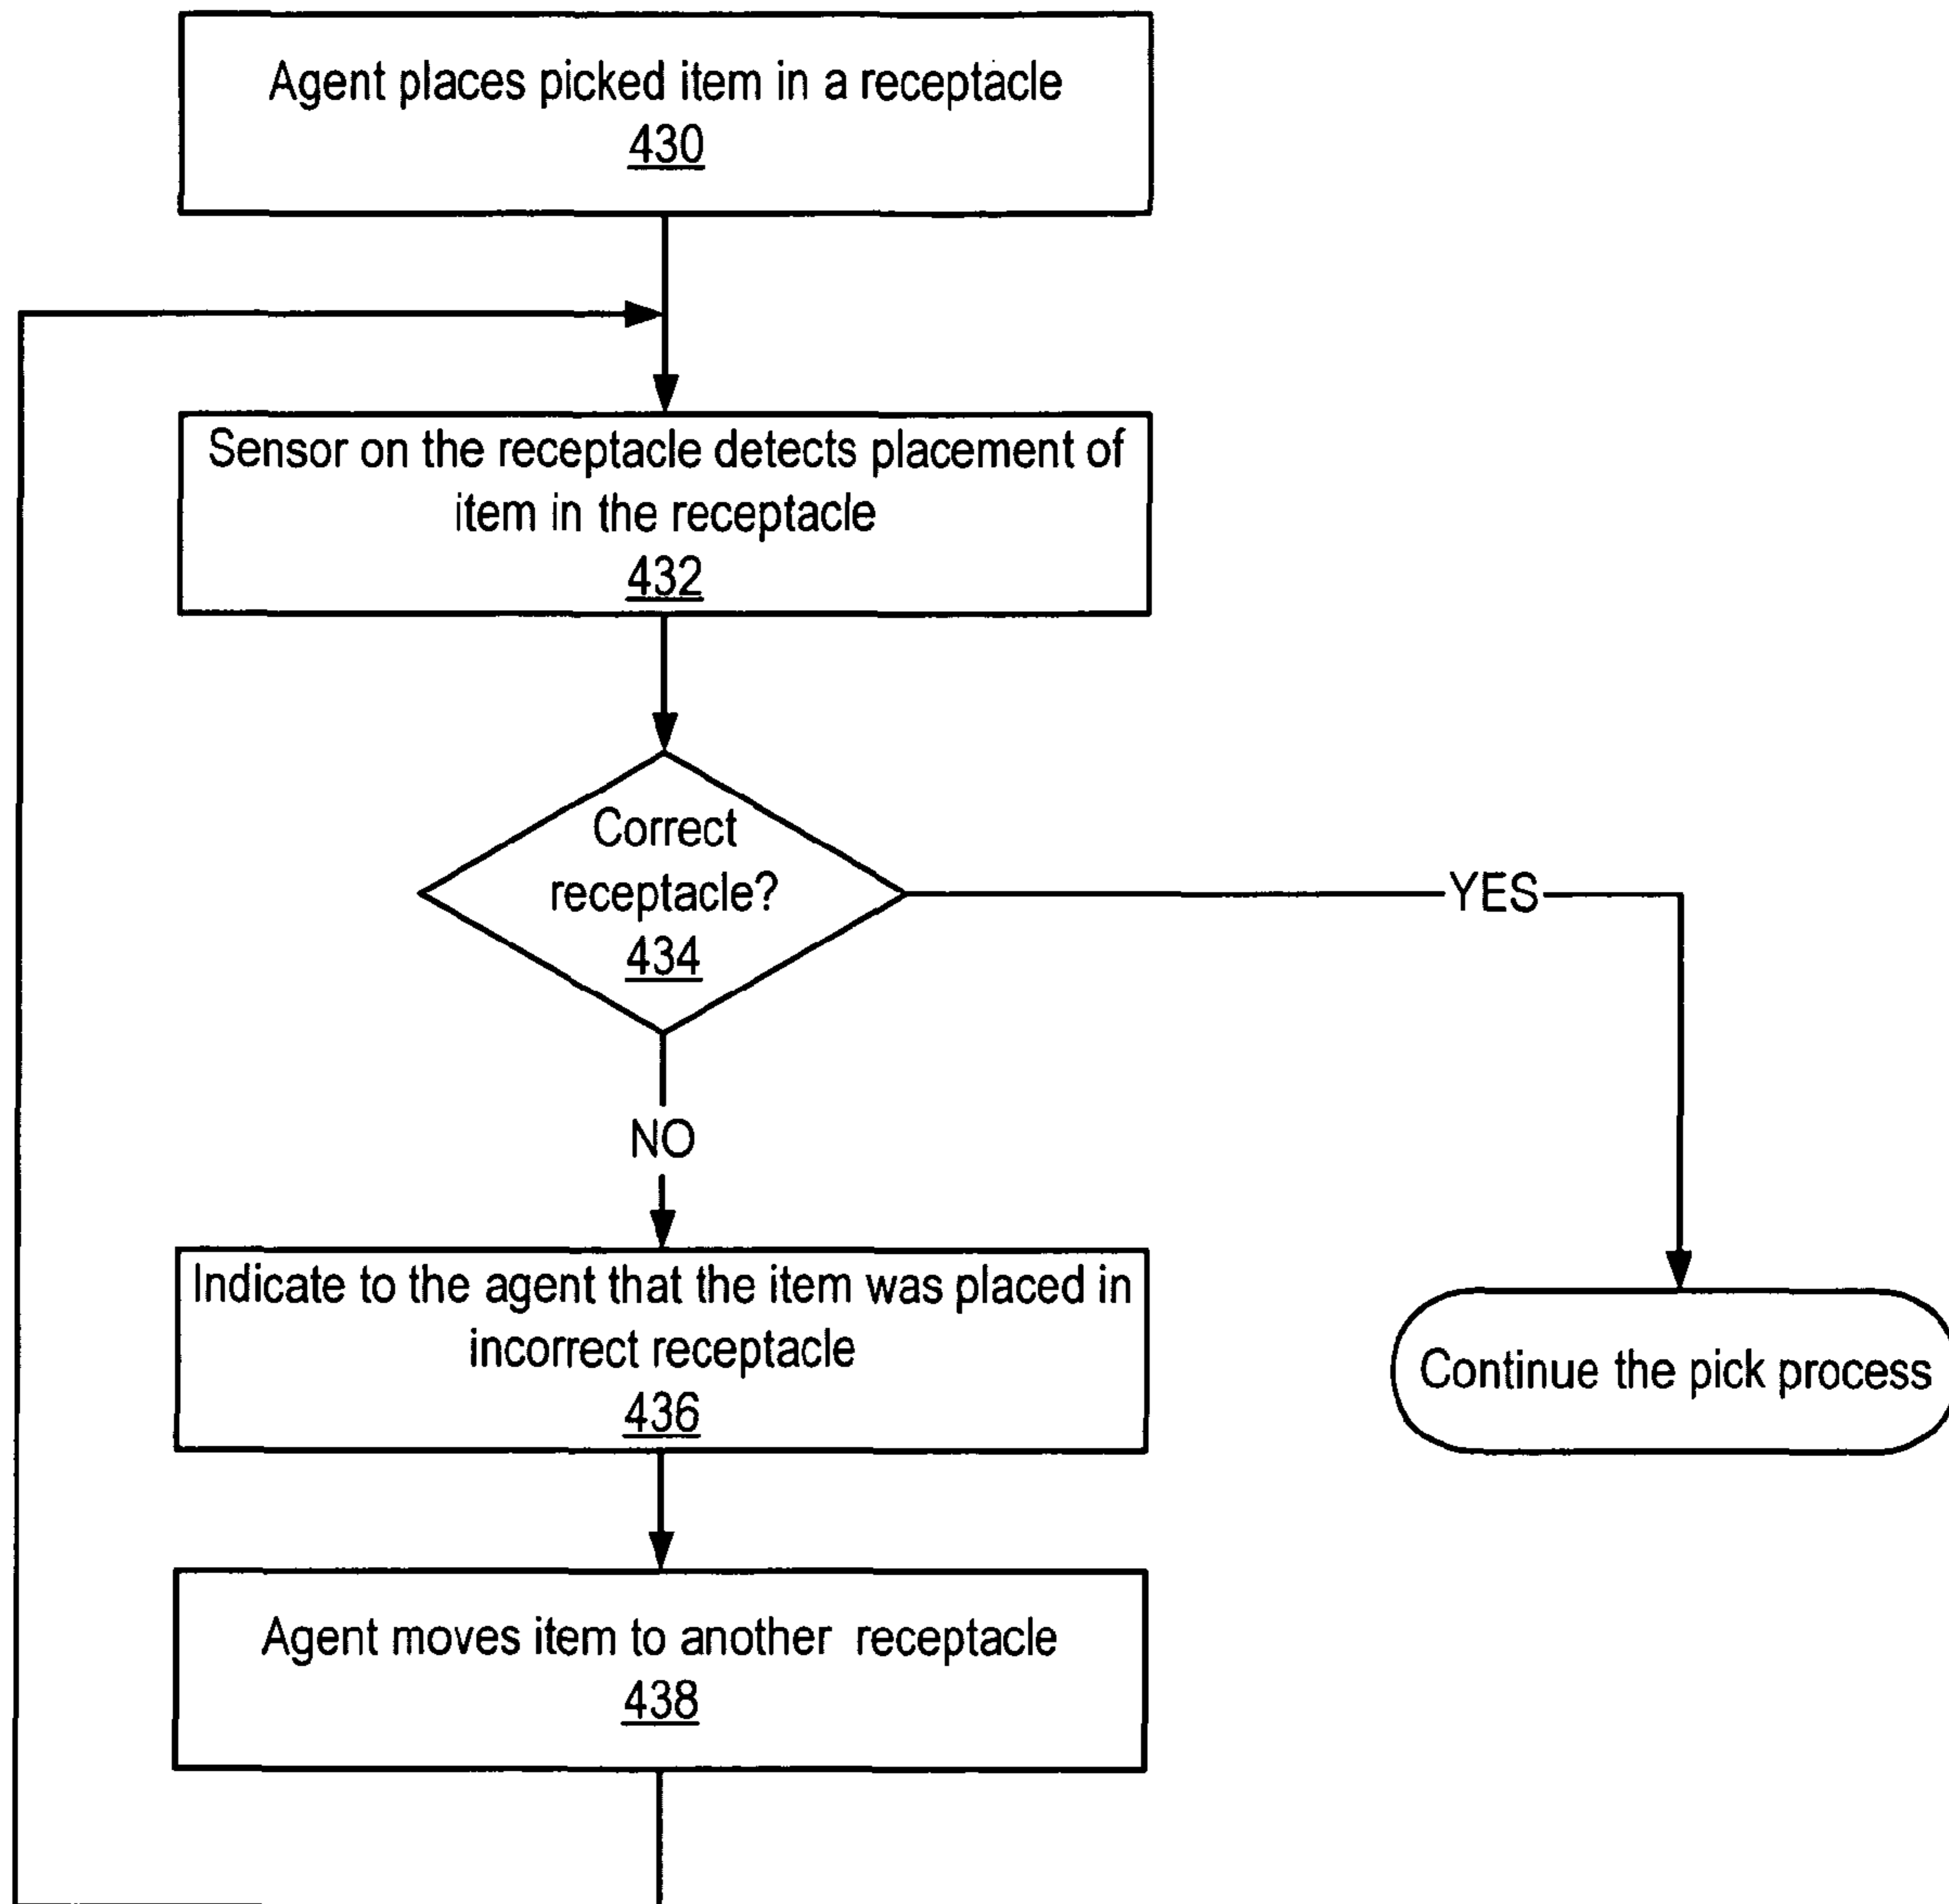 Agent places picked item in a receptacle
430
Sensor on the receptacle detects placement of
item in the receptacle
432
Correct
receptacle?
434
YES
NO
Indicate to the agent that the item was placed in
incorrect receptacle
436
Continue the pick process
Agent moves item to another receptacle
438